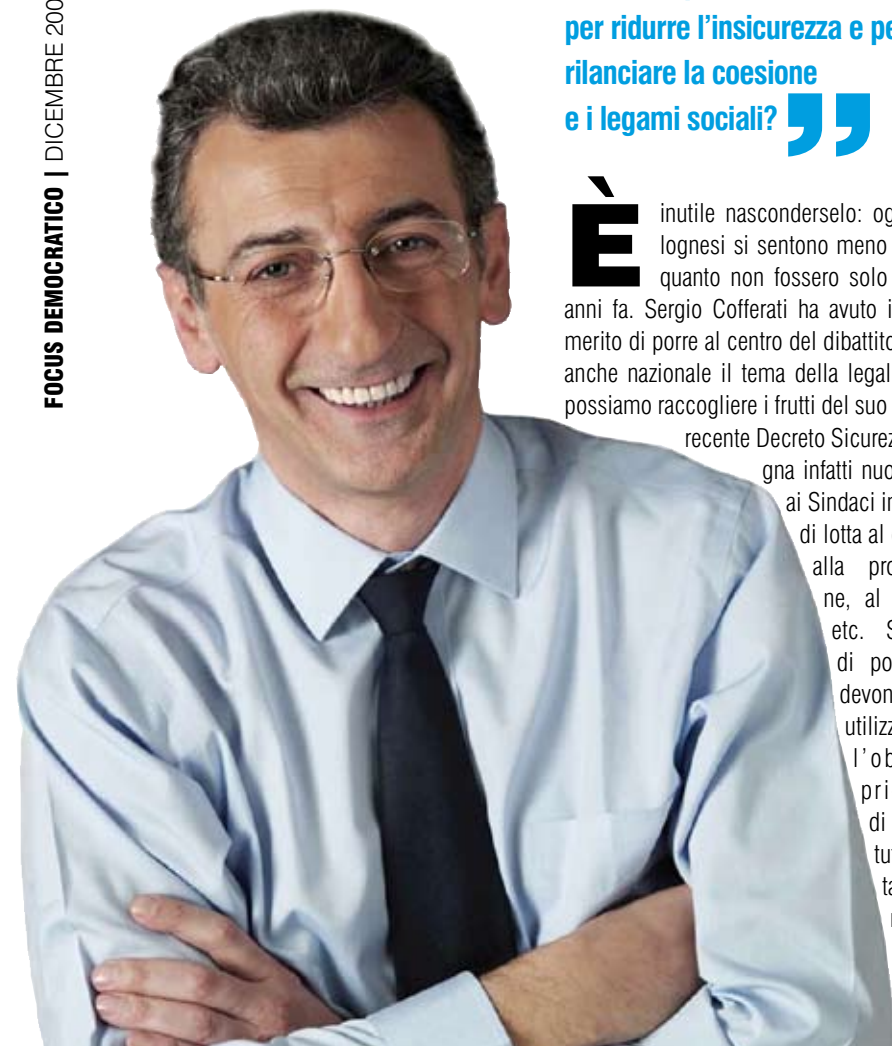 FOCUS DEMOCRATICO | DICEMBRE 200
per ridurre l’insicurezza e pe
rilanciare la coesione
e i legami sociali? ”
È inutile nasconderselo: og
lognesi si sentono meno
quanto non fossero solo
anni fa. Sergio Cofferati ha avuto i
merito di porre al centro del dibattito
anche nazionale il tema della legal
possiamo raccogliere i frutti del suo
recente Decreto Sicurez
gna infatti nuo
ai Sindaci in
di lotta al
alla pro
ne, al
etc. S
di po
devon
utilizz
l’ob
pri
di
tu
ta